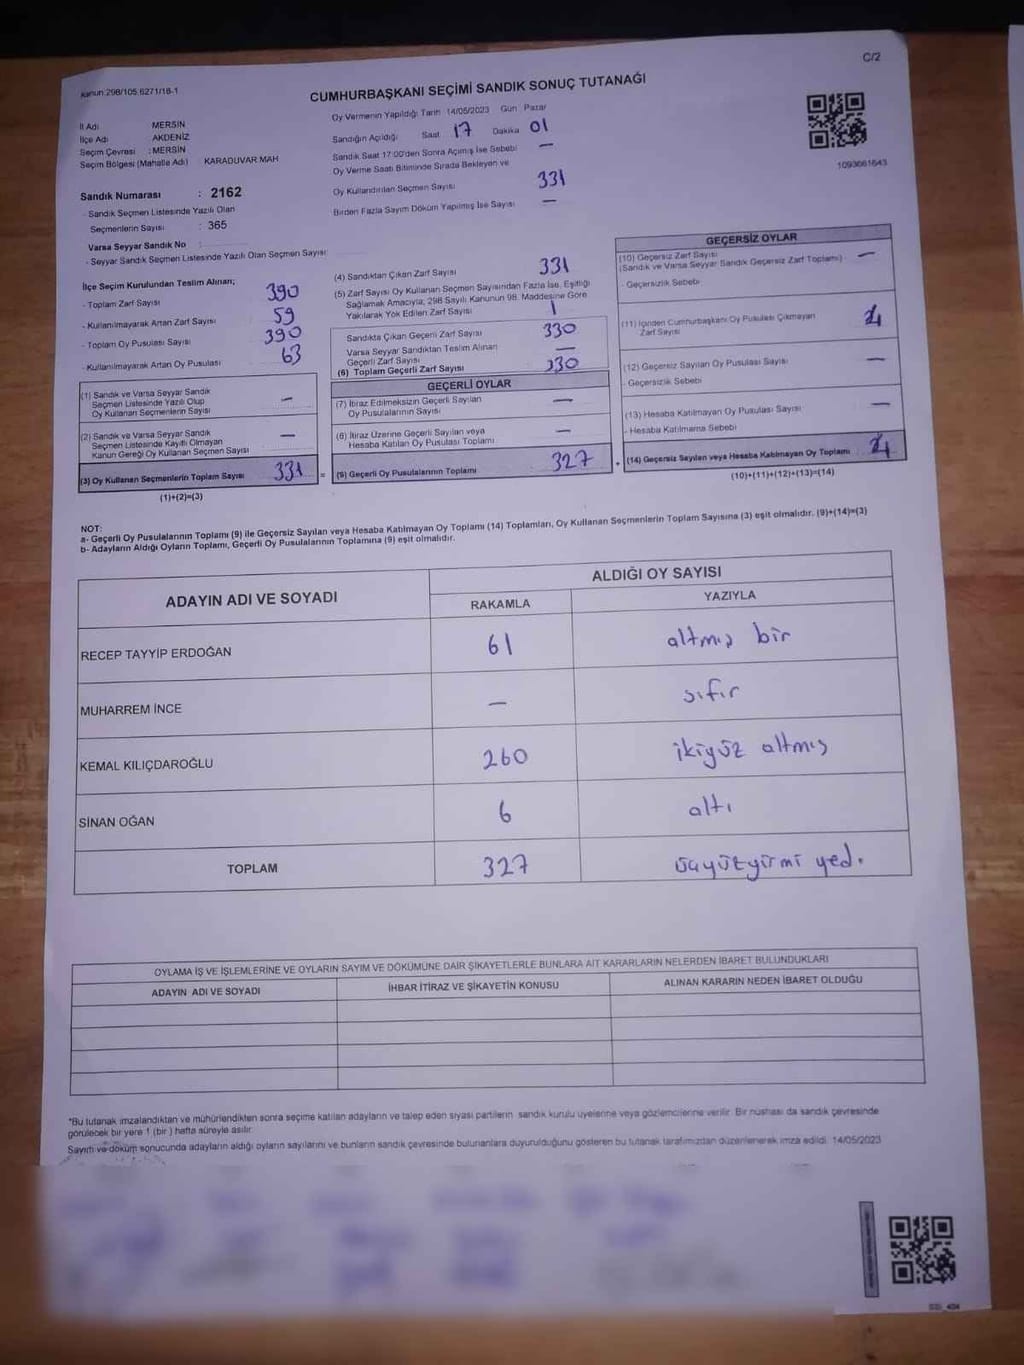 C/2
Kanun:298/105,6271/18-1
CUMHURBAŞKANI SEÇİMİ SANDIK SONUÇ TUTANAĞI
1093661643
İl Adı : MERSİN
İlçe Adı : AKDENİZ
Seçim Çevresi : MERSİN
Seçim Bölgesi (Mahalle Adı) KARADUVAR MAH
Oy Vermenin Yapıldığı Tarih 14/05/2023 Gün Pazar
Sandığın Açıldığı Saat 17 Dakika 01
Sandık Saat 17:00'den Sonra Açılmış İse Sebebi —
Oy Verme Saati Bitiminde Sırada Bekleyen ve
Oy Kullandırılan Seçmen Sayısı 331
Birden Fazla Sayım Döküm Yapılmış İse Sayısı —
Sandık Numarası : 2162
- Sandık Seçmen Listesinde Yazılı Olan
Seçmenlerin Sayısı : 365
Varsa Seyyar Sandık No :
- Seyyar Sandık Seçmen Listesinde Yazılı Olan Seçmen Sayısı
İlçe Seçim Kurulundan Teslim Alınan;
- Toplam Zarf Sayısı 390
- Kullanılmayarak Artan Zarf Sayısı 59
- Toplam Oy Pusulası Sayısı 390
- Kullanılmayarak Artan Oy Pusulası 63
(1) Sandık ve Varsa Seyyar Sandık
Seçmen Listesinde Yazılı Olup
Oy Kullanan Seçmenlerin Sayısı —
(2) Sandık ve Varsa Seyyar Sandık
Seçmen Listesinde Kayıtlı Olmayan
Kanun Gereği Oy Kullanan Seçmen Sayısı —
(3) Oy Kullanan Seçmenlerin Toplam Sayısı 331 =
(1)+(2)=(3)
(4) Sandıktan Çıkan Zarf Sayısı 331
(5) Zarf Sayısı Oy Kullanan Seçmen Sayısından Fazla İse, Eşitliği
Sağlamak Amacıyla; 298 Sayılı Kanunun 98. Maddesine Göre
Yakılarak Yok Edilen Zarf Sayısı 1
Sandıkta Çıkan Geçerli Zarf Sayısı 330
Varsa Seyyar Sandıktan Teslim Alınan
Geçerli Zarf Sayısı —
(6) Toplam Geçerli Zarf Sayısı 330
GEÇERLİ OYLAR
(7) İtiraz Edilmeksizin Geçerli Sayılan
Oy Pusulalarının Sayısı —
(8) İtiraz Üzerine Geçerli Sayılan veya
Hesaba Katılan Oy Pusulası Toplamı —
(9) Geçerli Oy Pusulalarının Toplamı 327 +
GEÇERSİZ OYLAR
(10) Geçersiz Zarf Sayısı
(Sandık ve Varsa Seyyar Sandık Geçersiz Zarf Toplamı) —
- Geçersizlik Sebebi
(11) İçinden Cumhurbaşkanı Oy Pusulası Çıkmayan
Zarf Sayısı 4
(12) Geçersiz Sayılan Oy Pusulası Sayısı —
- Geçersizlik Sebebi
(13) Hesaba Katılmayan Oy Pusulası Sayısı —
- Hesaba Katılmama Sebebi
(14) Geçersiz Sayılan veya Hesaba Katılmayan Oy Toplamı 4
(10)+(11)+(12)+(13)=(14)
NOT:
a- Geçerli Oy Pusulalarının Toplamı (9) ile Geçersiz Sayılan veya Hesaba Katılmayan Oy Toplamı (14) Toplamları, Oy Kullanan Seçmenlerin Toplam Sayısına (3) eşit olmalıdır. (9)+(14)=(3)
b- Adayların Aldığı Oyların Toplamı, Geçerli Oy Pusulalarının Toplamına (9) eşit olmalıdır.
ADAYIN ADI VE SOYADI
ALDIĞI OY SAYISI
RAKAMLA YAZIYLA
RECEP TAYYİP ERDOĞAN 61 altmış bir
MUHARREM İNCE — sıfır
KEMAL KILIÇDAROĞLU 260 ikiyüz altmış
SİNAN OĞAN 6 altı
TOPLAM 327 üçyüzyirmi yedi
OYLAMA İŞ VE İŞLEMLERİNE VE OYLARIN SAYIM VE DÖKÜMÜNE DAİR ŞİKAYETLERLE BUNLARA AİT KARARLARIN NELERDEN İBARET BULUNDUKLARI
ADAYIN ADI VE SOYADI İHBAR İTİRAZ VE ŞİKAYETİN KONUSU ALINAN KARARIN NEDEN İBARET OLDUĞU
*Bu tutanak imzalandıktan ve mühürlendikten sonra seçime katılan adayların ve talep eden siyasi partilerin sandık kurulu üyelerine veya gözlemcilerine verilir. Bir nüshası da sandık çevresinde
görülecek bir yere 1 (bir) hafta süreyle asılır.
Sayım ve döküm sonucunda adayların aldığı oyların sayılarını ve bunların sandık çevresinde bulunanlara duyurulduğunu gösteren bu tutanak tarafımızdan düzenlenerek imza edildi. 14/05/2023